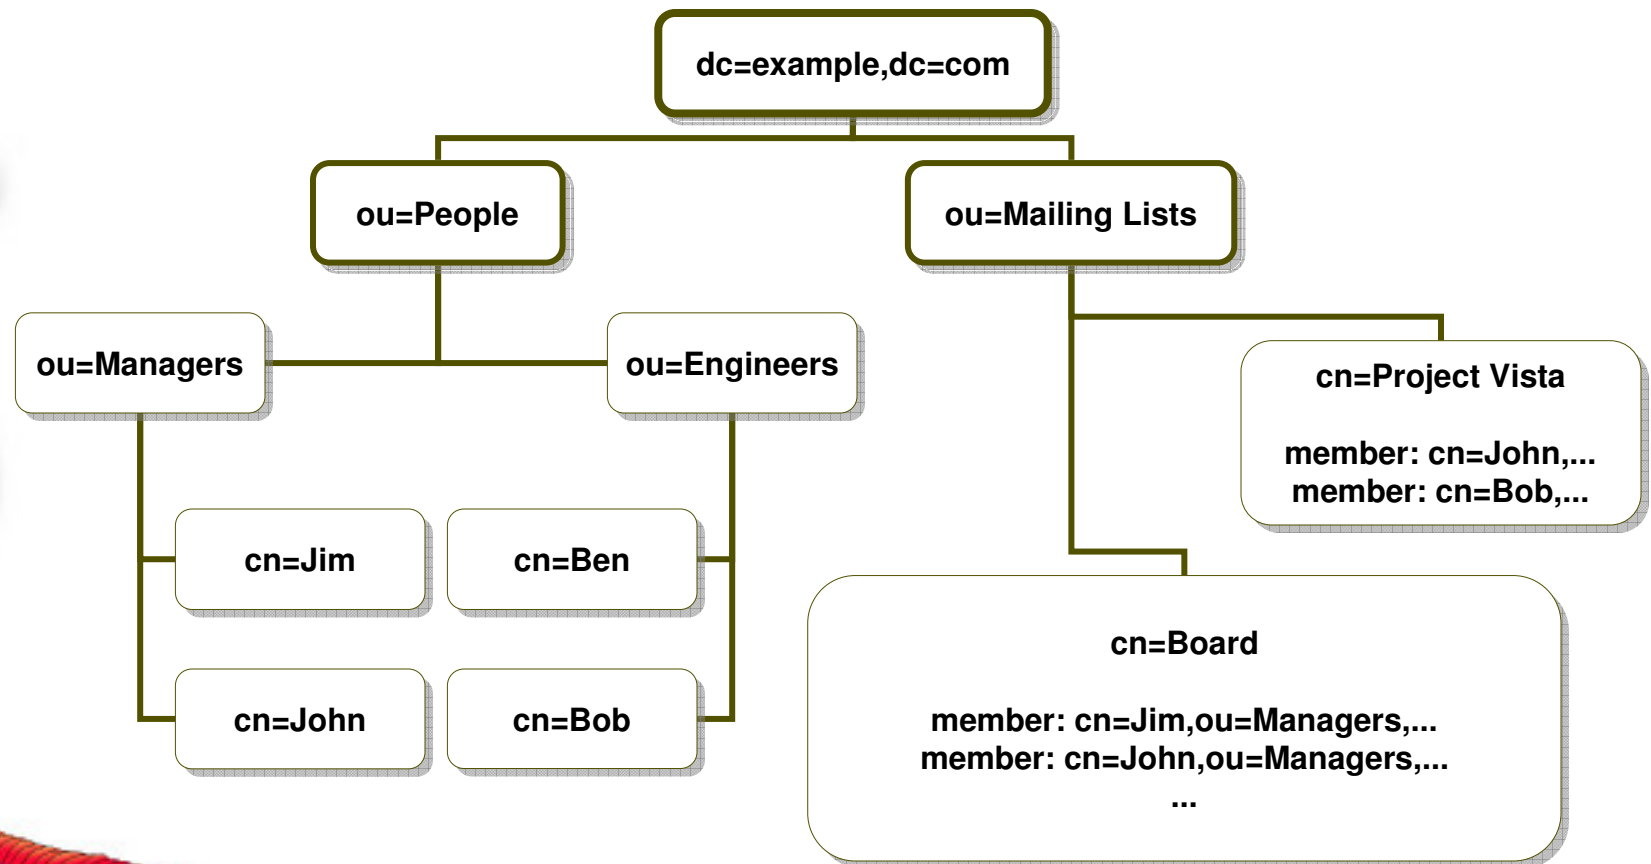 dc=example,dc=com
ou=People
ou=Mailing Lists
ou=Managers
ou=Engineers
cn=Project Vista
member: cn=John,...
member: cn=Bob,...
cn=Jim
cn=Ben
cn=John
cn=Bob
cn=Board
member: cn=Jim,ou=Managers,...
member: cn=John,ou=Managers,...
...